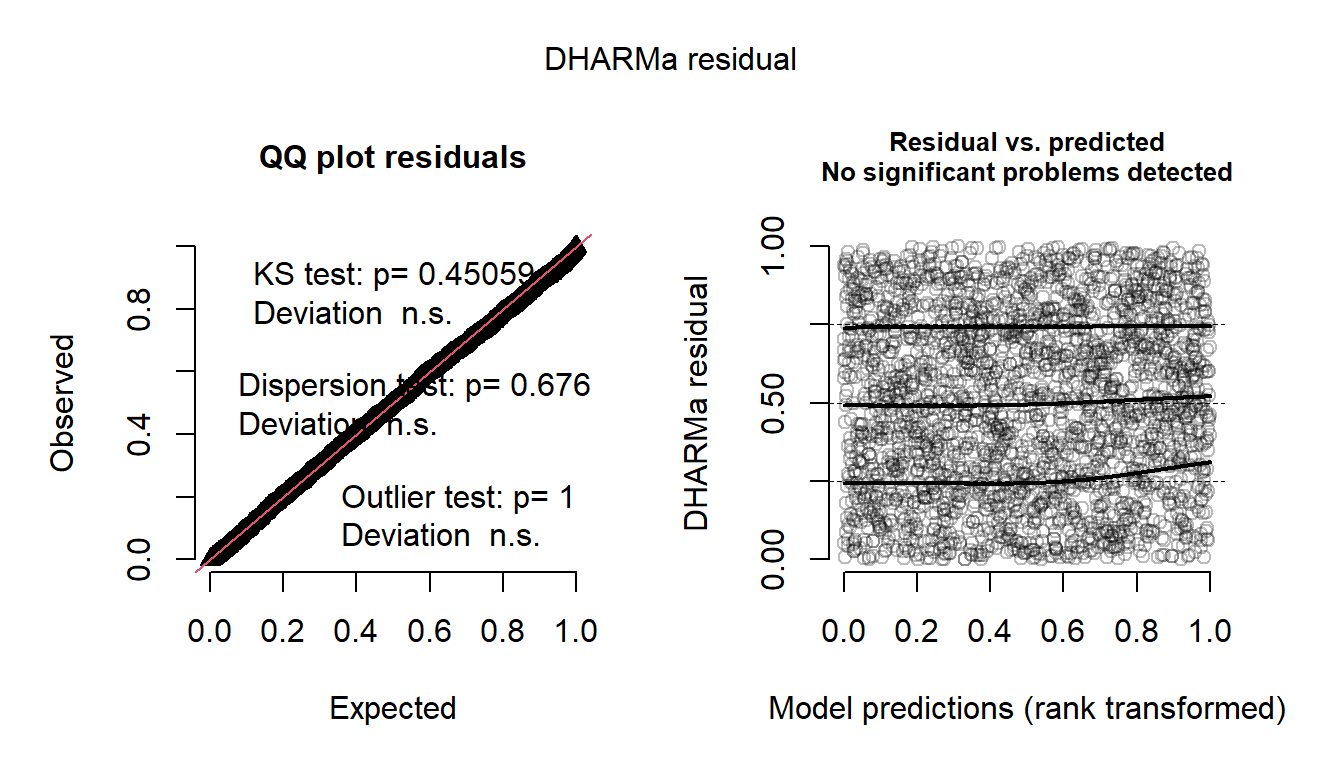 DHARMa residual
QQ plot residuals
KS test: p= 0.45059
Deviation  n.s.
Dispersion test: p= 0.676
Deviation  n.s.
Outlier test: p= 1
Deviation  n.s.
Observed
0.0
0.4
0.8
0.0 0.2 0.4 0.6 0.8 1.0
Expected
Residual vs. predicted
No significant problems detected
DHARMa residual
0.00
0.50
1.00
0.0 0.2 0.4 0.6 0.8 1.0
Model predictions (rank transformed)